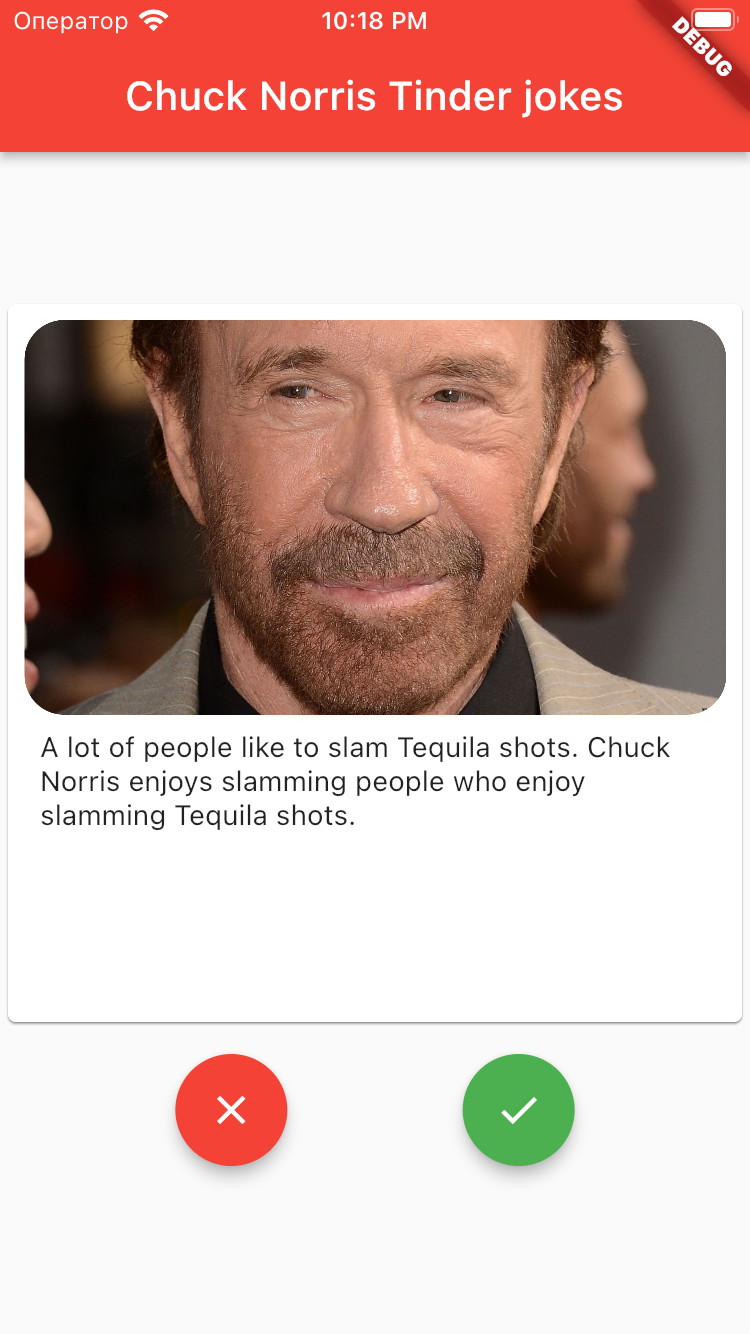 Оператор 10:18 PM
DEBUG
Chuck Norris Tinder jokes
A lot of people like to slam Tequila shots. Chuck
Norris enjoys slamming people who enjoy
slamming Tequila shots.